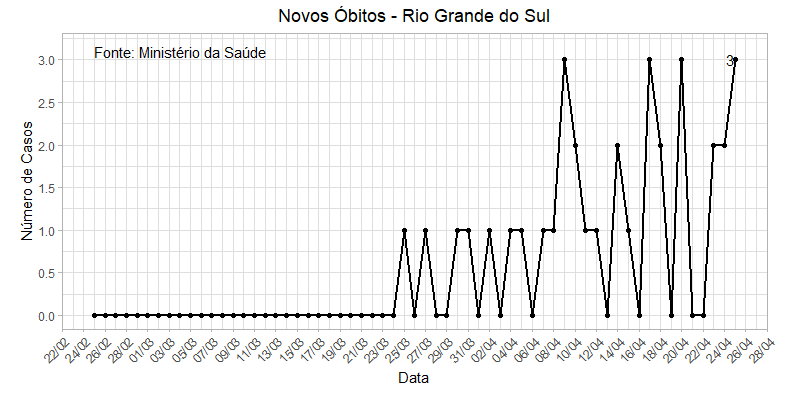 Novos Óbitos - Rio Grande do Sul
Fonte: Ministério da Saúde
3
Número de Casos
3.0
2.5
2.0
1.5
1.0
0.5
0.0
22/02 24/02 26/02 28/02 01/03 03/03 05/03 07/03 09/03 11/03 13/03 15/03 17/03 19/03 21/03 23/03 25/03 27/03 29/03 31/03 02/04 04/04 06/04 08/04 10/04 12/04 14/04 16/04 18/04 20/04 22/04 24/04 26/04 28/04
Data